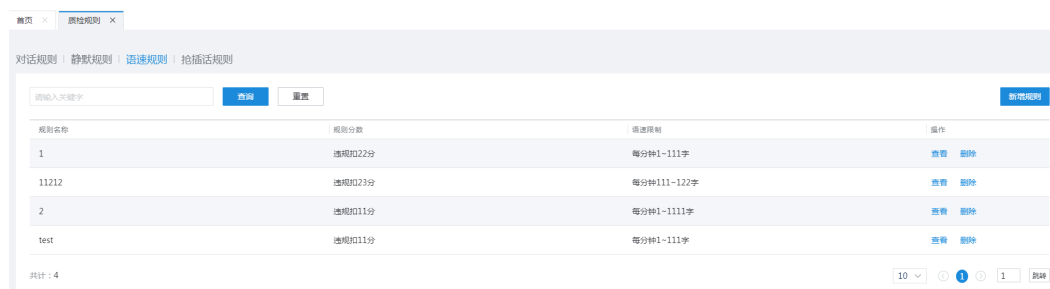 首页 × 质检规则 ×
对话规则 | 静默规则 | 语速规则 | 抢插话规则
请输入关键字 查询 重置 新增规则
规则名称 规则分数 语速限制 操作
1 违规扣22分 每分钟1~111字 查看 删除
11212 违规扣23分 每分钟111~122字 查看 删除
2 违规扣11分 每分钟1~1111字 查看 删除
test 违规扣11分 每分钟1~111字 查看 删除
共计：4 10 1 1 跳转